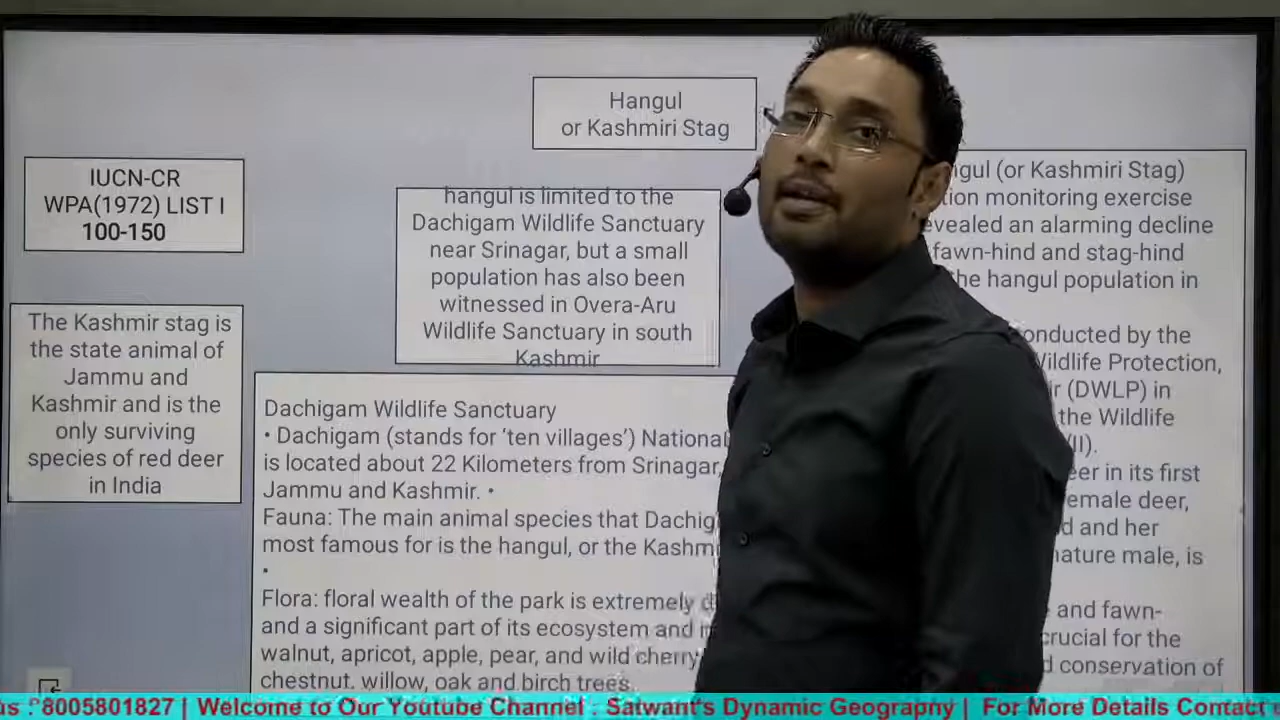 Hangul
or Kashmiri Stag
IUCN-CR
WPA(1972) LIST I
100-150
hangul is limited to the
Dachigam Wildlife Sanctuary
near Srinagar, but a small
population has also been
witnessed in Overa-Aru
Wildlife Sanctuary in south
Kashmir
The Kashmir stag is
the state animal of
Jammu and
Kashmir and is the
only surviving
species of red deer
in India
Dachigam Wildlife Sanctuary
• Dachigam (stands for ‘ten villages’) National
is located about 22 Kilometers from Srinagar,
Jammu and Kashmir. •
Fauna: The main animal species that Dachig
most famous for is the hangul, or the Kashm
•
Flora: floral wealth of the park is extremely
and a significant part of its ecosystem and
walnut, apricot, apple, pear, and wild cherry
chestnut, willow, oak and birch trees.
ngul (or Kashmiri Stag)
tion monitoring exercise
evealed an alarming decline
fawn-hind and stag-hind
he hangul population in
onducted by the
Wildlife Protection,
ir (DWLP) in
the Wildlife
II).
eer in its first
emale deer,
d and her
nature male, is
and fawn-
crucial for the
d conservation of
us : 8005801827 | Welcome to Our Youtube Channel : Satwant's Dynamic Geography | For More Details Contact